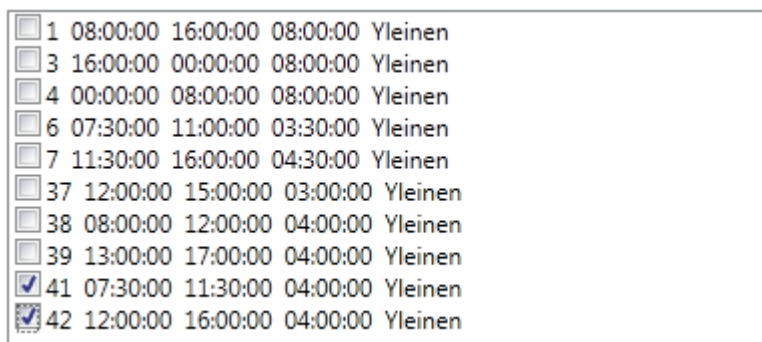 1 08:00:00 16:00:00 08:00:00 Yleinen
3 16:00:00 00:00:00 08:00:00 Yleinen
4 00:00:00 08:00:00 08:00:00 Yleinen
6 07:30:00 11:00:00 03:30:00 Yleinen
7 11:30:00 16:00:00 04:30:00 Yleinen
37 12:00:00 15:00:00 03:00:00 Yleinen
38 08:00:00 12:00:00 04:00:00 Yleinen
39 13:00:00 17:00:00 04:00:00 Yleinen
41 07:30:00 11:30:00 04:00:00 Yleinen
42 12:00:00 16:00:00 04:00:00 Yleinen